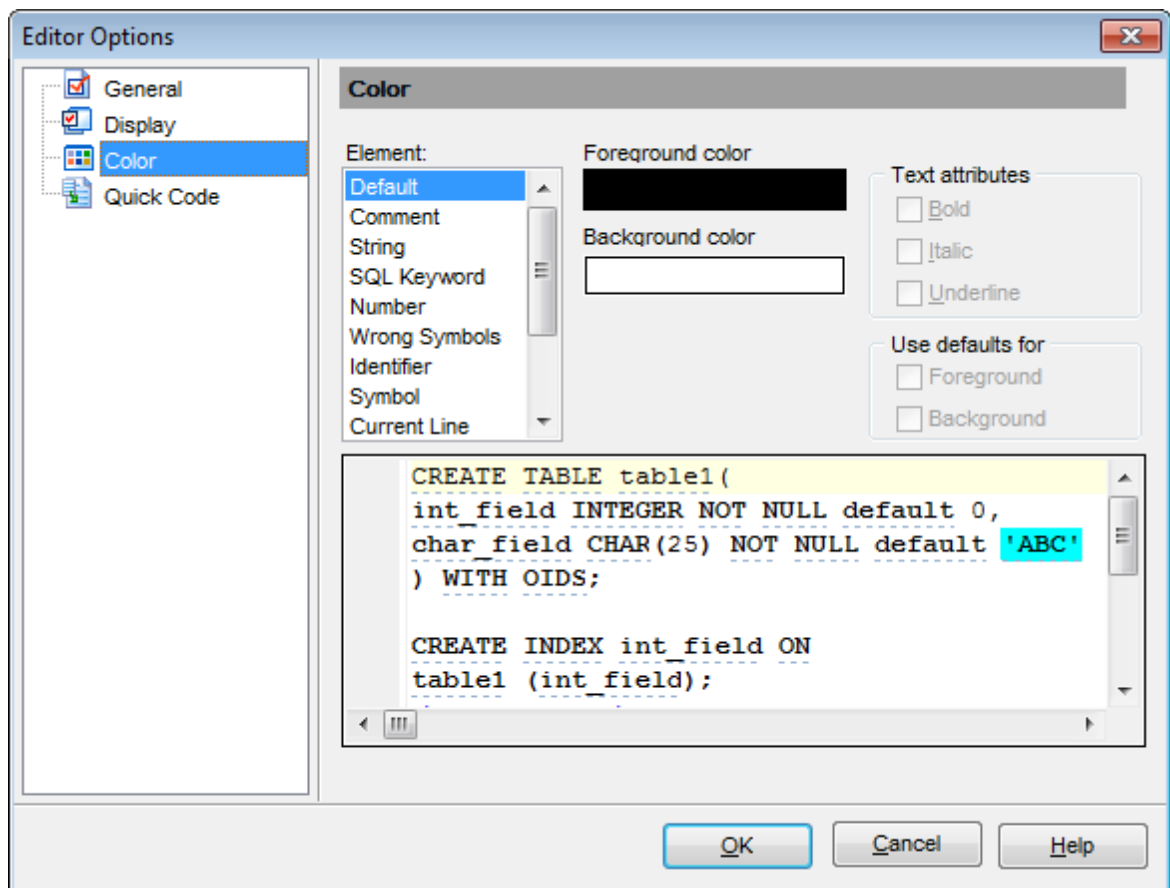 Editor Options
General
Display
Color
Quick Code
Color
Element:
Default
Comment
String
SQL Keyword
Number
Wrong Symbols
Identifier
Symbol
Current Line
Foreground color
Background color
Text attributes
Bold
Italic
Underline
Use defaults for
Foreground
Background
CREATE TABLE table1(
int_field INTEGER NOT NULL default 0,
char_field CHAR(25) NOT NULL default 'ABC'
) WITH OIDS;
CREATE INDEX int_field ON
table1 (int_field);
OK
Cancel
Help